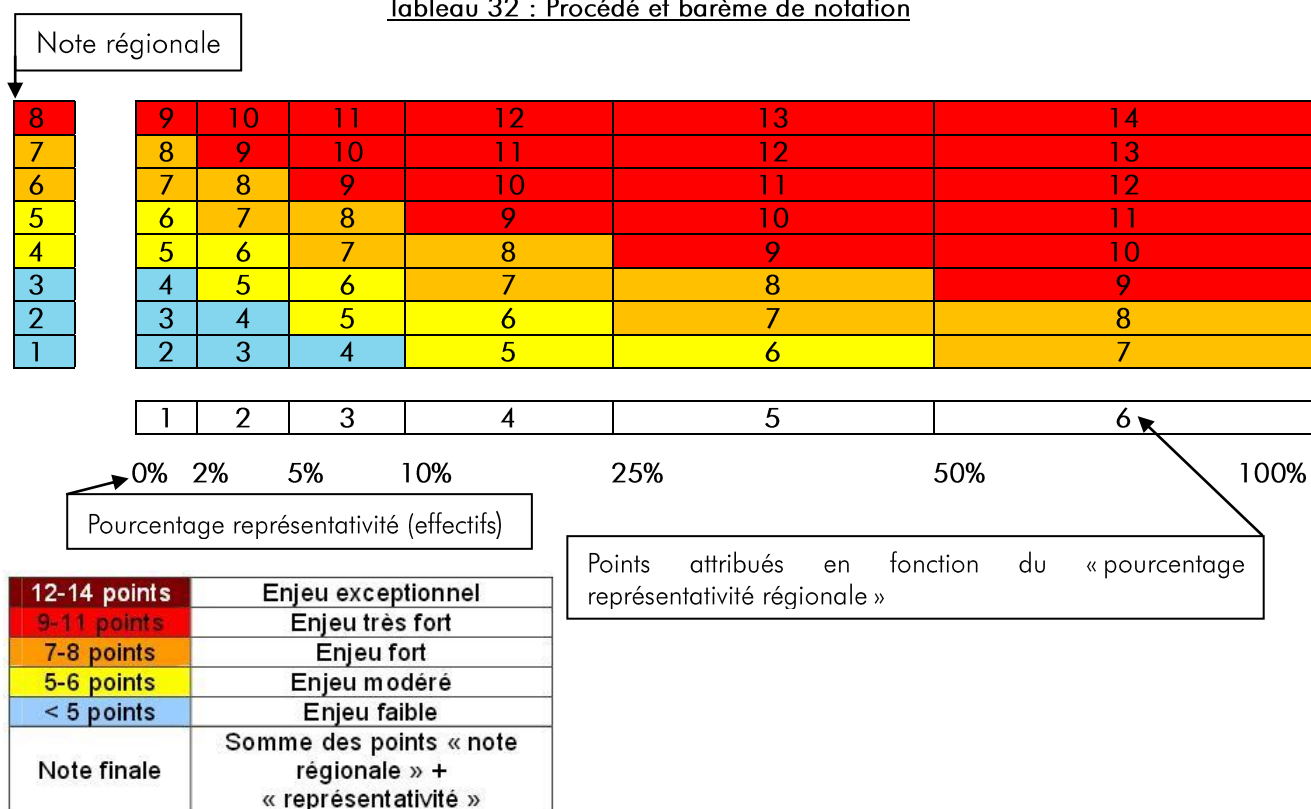 Tableau 32 : Procédé et barème de notation
Note régionale
8 9 10 11 12 13 14
7 8 9 10 11 12 13
6 7 8 9 10 11 12
5 6 7 8 9 10 11
4 5 6 7 8 9 10
3 4 5 6 7 8 9
2 3 4 5 6 7 8
1 2 3 4 5 6 7
1 2 3 4 5 6
0% 2% 5% 10% 25% 50% 100%
Pourcentage représentativité (effectifs)
Points attribués en fonction du « pourcentage
représentativité régionale »
12-14 points Enjeu exceptionnel
9-11 points Enjeu très fort
7-8 points Enjeu fort
5-6 points Enjeu modéré
< 5 points Enjeu faible
Note finale Somme des points « note
régionale » +
« représentativité »